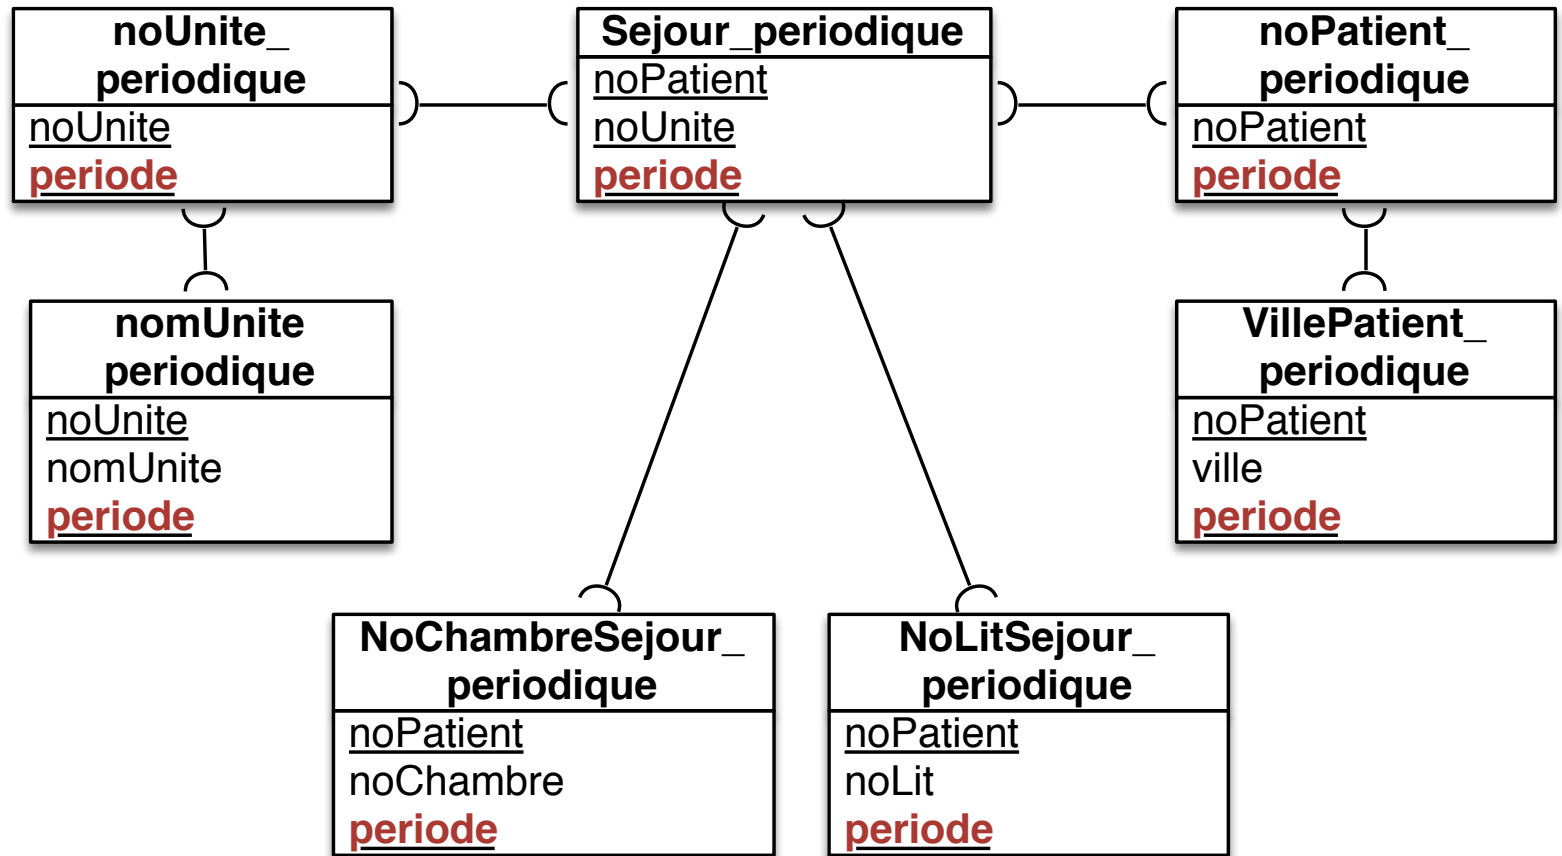 noUnite_
periodique
noUnite
periode
Sejour_periodique
noPatient
noUnite
periode
noPatient_
periodique
noPatient
periode
nomUnite
periodique
noUnite
nomUnite
periode
VillePatient_
periodique
noPatient
ville
periode
NoChambreSejour_
periodique
noPatient
noChambre
periode
NoLitSejour_
periodique
noPatient
noLit
periode